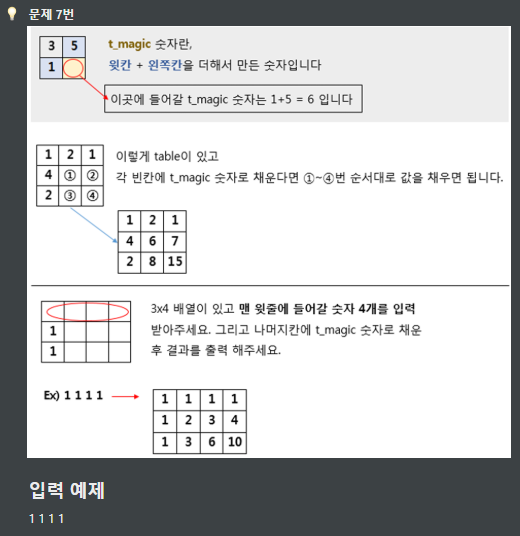 문제 7번
3 5
1
t_magic 숫자란,
윗칸 + 왼쪽칸을 더해서 만든 숫자입니다
이곳에 들어갈 t_magic 숫자는 1+5 = 6 입니다
1 2 1
4 ① ②
2 ③ ④
이렇게 table이 있고
각 빈칸에 t_magic 숫자로 채운다면 ①~④번 순서대로 값을 채우면 됩니다.
1 2 1
4 6 7
2 8 15
1
1
3x4 배열이 있고 맨 윗줄에 들어갈 숫자 4개를 입력
받아주세요. 그리고 나머지칸에 t_magic 숫자로 채운
후 결과를 출력 해주세요.
Ex) 1 1 1 1
1 1 1 1
1 2 3 4
1 3 6 10
입력 예제
1 1 1 1